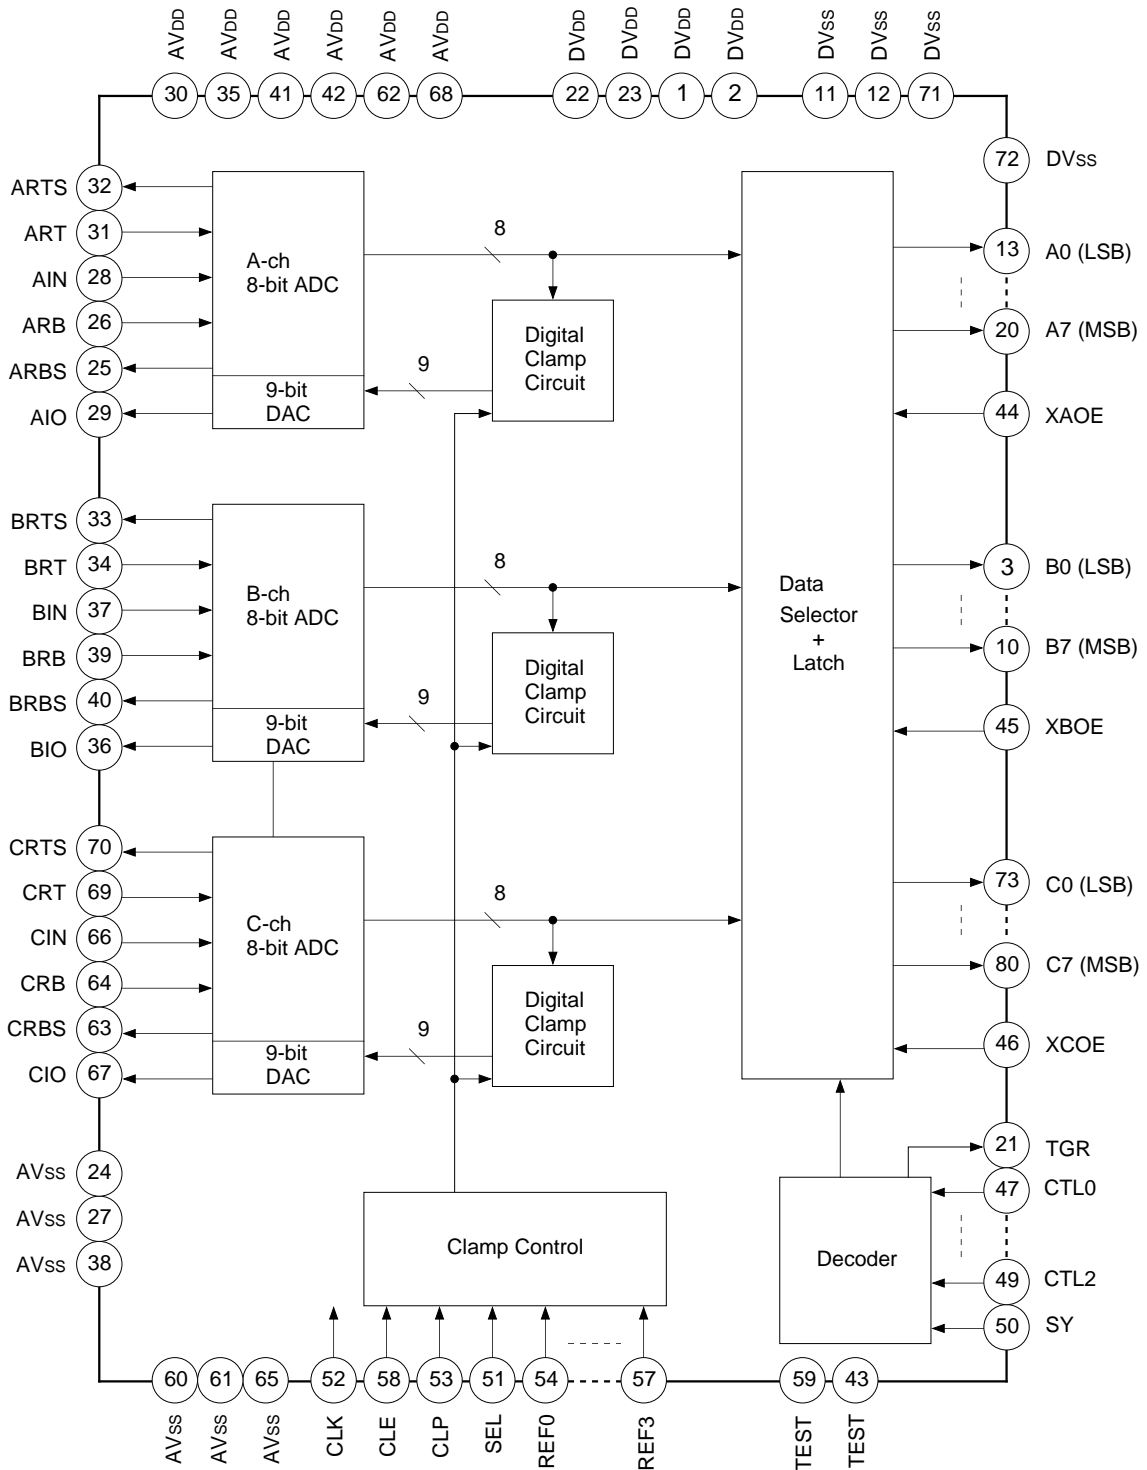 AVDD AVDD AVDD AVDD AVDD AVDD DVDD DVDD DVDD DVDD DVSS DVSS DVSS
30 35 41 42 62 68 22 23 1 2 11 12 71
72 DVSS
ARTS 32
ART 31
AIN 28
ARB 26
ARBS 25
AIO 29
A-ch
8-bit ADC
9-bit
DAC
8
9
Digital
Clamp
Circuit
13 A0 (LSB)
20 A7 (MSB)
44 XAOE
BRTS 33
BRT 34
BIN 37
BRB 39
BRBS 40
BIO 36
B-ch
8-bit ADC
9-bit
DAC
8
9
Digital
Clamp
Circuit
Data
Selector
+
Latch
3 B0 (LSB)
10 B7 (MSB)
45 XBOE
CRTS 70
CRT 69
CIN 66
CRB 64
CRBS 63
CIO 67
C-ch
8-bit ADC
9-bit
DAC
8
9
Digital
Clamp
Circuit
73 C0 (LSB)
80 C7 (MSB)
46 XCOE
AVSS 24
AVSS 27
AVSS 38
Clamp Control
Decoder
21 TGR
47 CTL0
49 CTL2
50 SY
60 61 65 52 58 53 51 54 57 59 43
AVSS AVSS AVSS CLK CLE CLP SEL REF0 REF3 TEST TEST